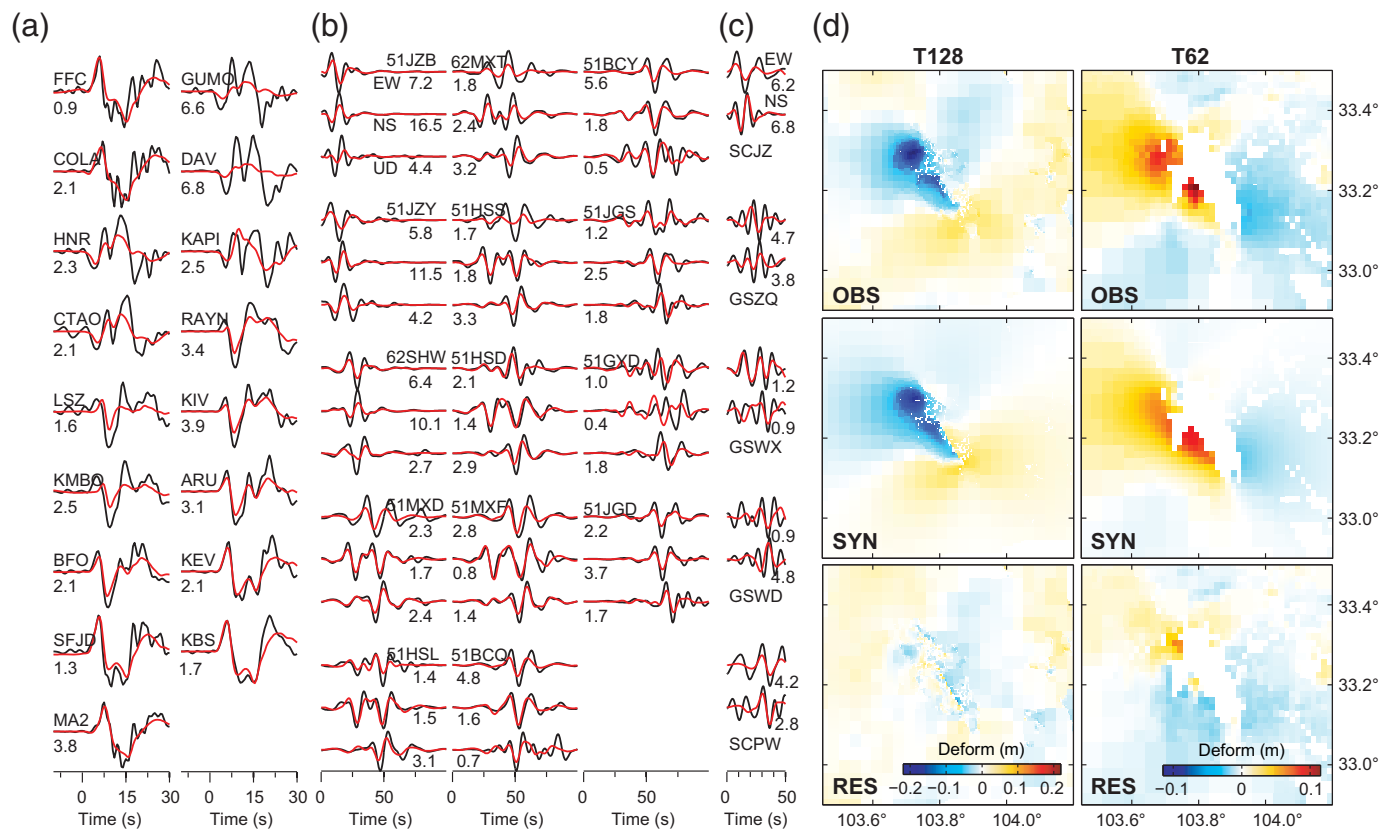 (a)
(b)
(c)
(d)
FFC
0.9
COLA
2.1
HNR
2.3
CTAO
2.1
LSZ
1.6
KMBO
2.5
BFO
2.1
SFJD
1.3
MA2
3.8
0 15 30
Time (s)
GUMO
6.6
DAV
6.8
KAPI
2.5
RAYN
3.4
KIV
3.9
ARU
3.1
KEV
2.1
KBS
1.7
0 15 30
Time (s)
51JZB
EW 7.2
NS 16.5
UD 4.4
51JZY
5.8
11.5
4.2
62SHW
6.4
10.1
2.7
51MXD
2.3
1.7
2.4
51HSL
1.4
1.5
3.1
0 50
Time (s)
62MXT
1.8
2.4
3.2
51HSS
1.7
1.8
3.3
51HSD
2.1
1.4
2.9
51MXF
2.8
0.8
1.4
51BCQ
4.8
1.6
0.7
0 50
Time (s)
51BCY
5.6
1.8
0.5
51JGS
1.2
2.5
1.8
51GXD
1.0
0.4
1.8
51JGD
2.2
3.7
1.7
0 50
Time (s)
EW
6.2
NS
6.8
SCJZ
4.7
3.8
GSZQ
1.2
0.9
GSWX
0.9
4.8
GSWD
4.2
2.8
SCPW
0 50
Time (s)
T128
T62
OBS
OBS
33.4°
33.2°
33.0°
SYN
SYN
33.4°
33.2°
33.0°
Deform (m)
−0.2 −0.1 0 0.1 0.2
RES
Deform (m)
−0.1 0 0.1
RES
33.4°
33.2°
33.0°
103.6° 103.8° 104.0°
103.6° 103.8° 104.0°